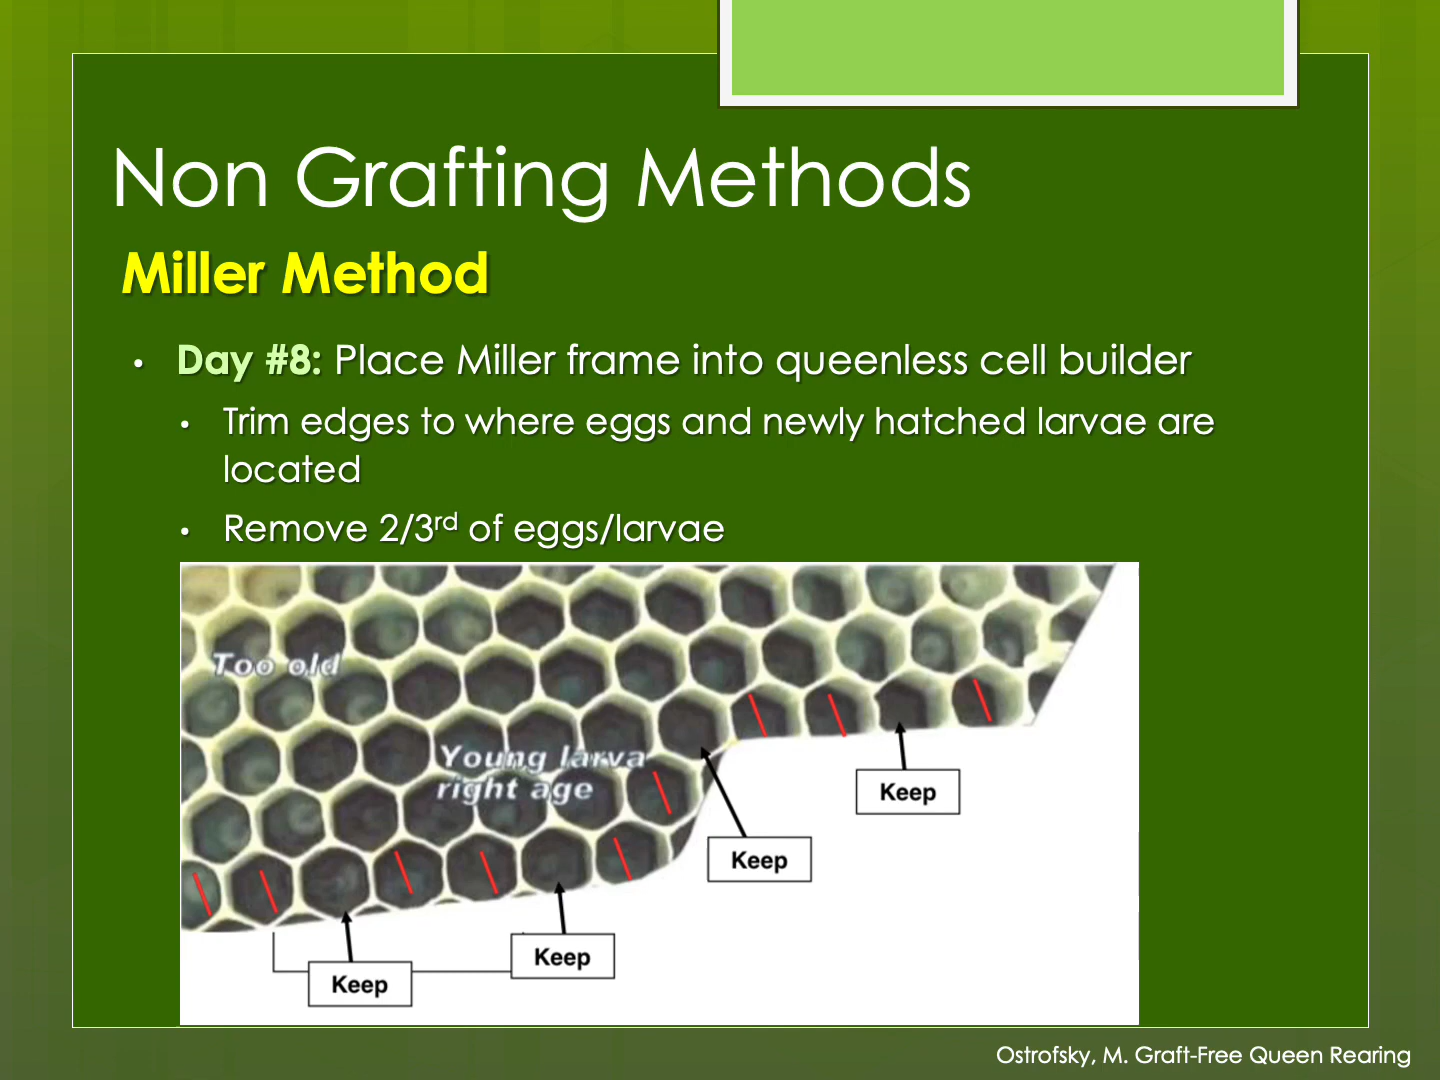 Non Grafting Methods
Miller Method
• Day #8: Place Miller frame into queenless cell builder
• Trim edges to where eggs and newly hatched larvae are
located
• Remove 2/3rd of eggs/larvae
Too old
Young larva
right age
Keep
Keep
Keep
Keep
Ostrofsky, M. Graft-Free Queen Rearing